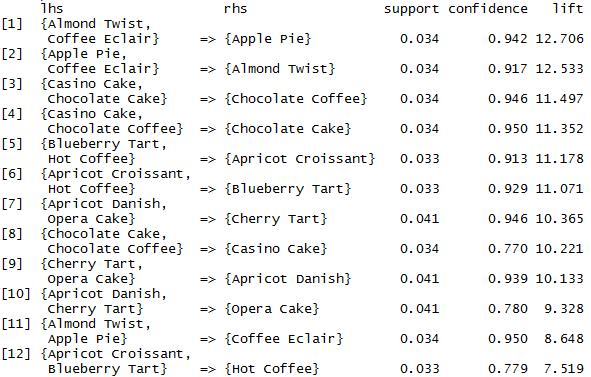 lhs rhs support confidence lift
[1] {Almond Twist,
Coffee Eclair} => {Apple Pie} 0.034 0.942 12.706
[2] {Apple Pie,
Coffee Eclair} => {Almond Twist} 0.034 0.917 12.533
[3] {Casino Cake,
Chocolate Cake} => {Chocolate Coffee} 0.034 0.946 11.497
[4] {Casino Cake,
Chocolate Coffee} => {Chocolate Cake} 0.034 0.950 11.352
[5] {Blueberry Tart,
Hot Coffee} => {Apricot Croissant} 0.033 0.913 11.178
[6] {Apricot Croissant,
Hot Coffee} => {Blueberry Tart} 0.033 0.929 11.071
[7] {Apricot Danish,
Opera Cake} => {Cherry Tart} 0.041 0.946 10.365
[8] {Chocolate Cake,
Chocolate Coffee} => {Casino Cake} 0.034 0.770 10.221
[9] {Cherry Tart,
Opera Cake} => {Apricot Danish} 0.041 0.939 10.133
[10] {Apricot Danish,
Cherry Tart} => {Opera Cake} 0.041 0.780 9.328
[11] {Almond Twist,
Apple Pie} => {Coffee Eclair} 0.034 0.950 8.648
[12] {Apricot Croissant,
Blueberry Tart} => {Hot Coffee} 0.033 0.779 7.519